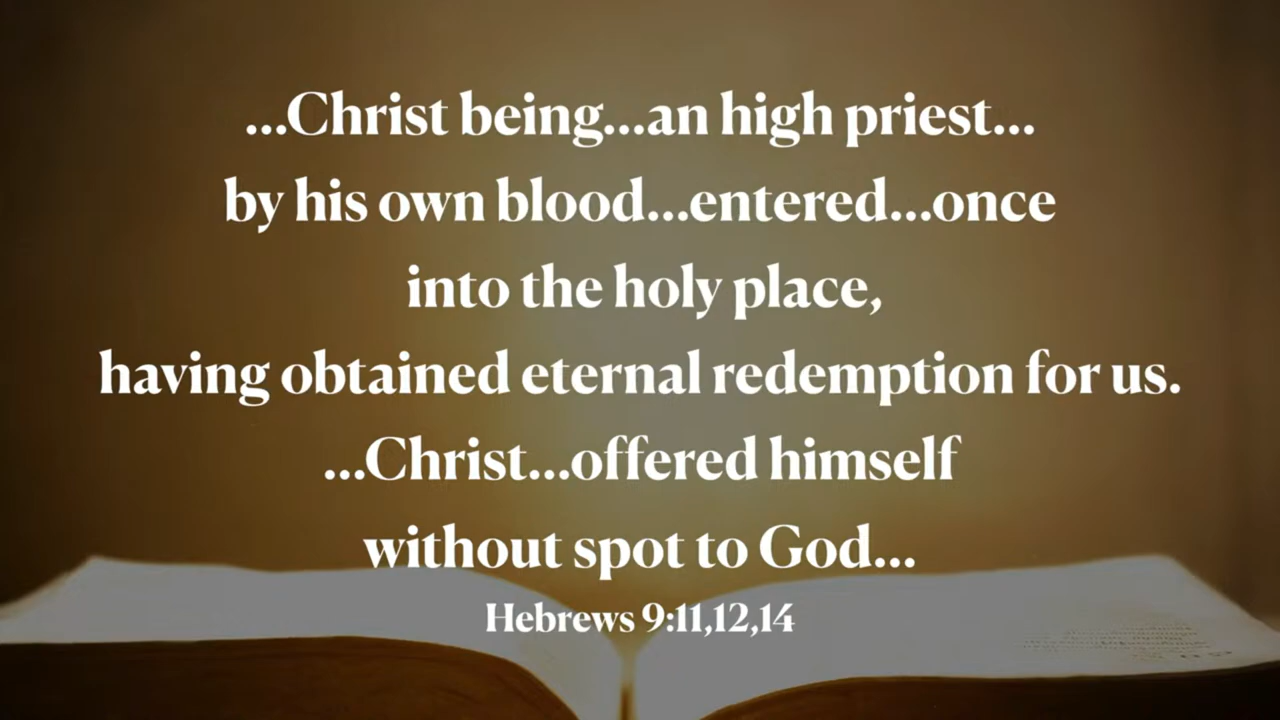 ...Christ being...an high priest...
by his own blood...entered...once
into the holy place,
having obtained eternal redemption for us.
...Christ...offered himself
without spot to God...
Hebrews 9:11,12,14